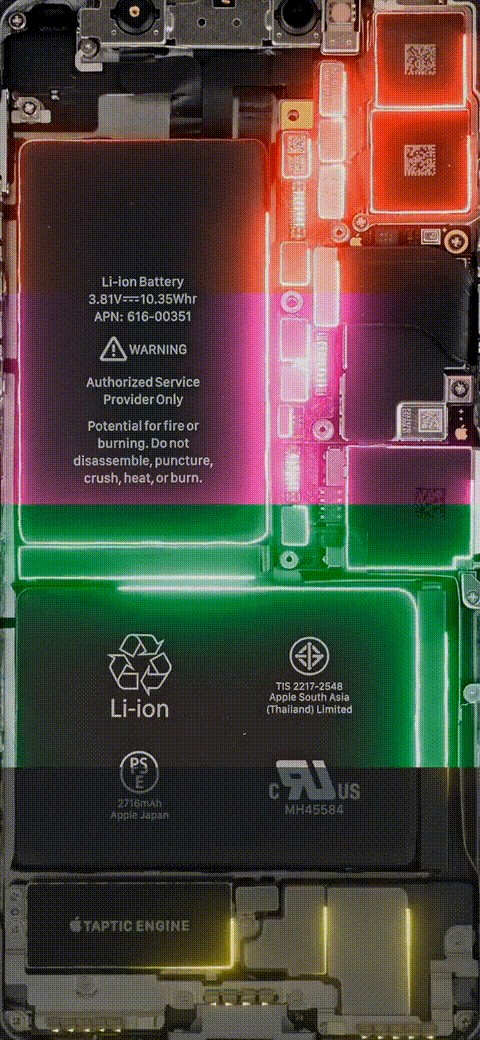 Li-ion Battery
3.81V⎓10.35Whr
APN: 616-00351
WARNING
Authorized Service
Provider Only
Potential for fire or
burning. Do not
disassemble, puncture,
crush, heat, or burn.
Li-ion
TIS 2217-2548
Apple South Asia
(Thailand) Limited
PS
E
2716mAh
Apple Japan
C RU US
MH45584
TAPTIC ENGINE